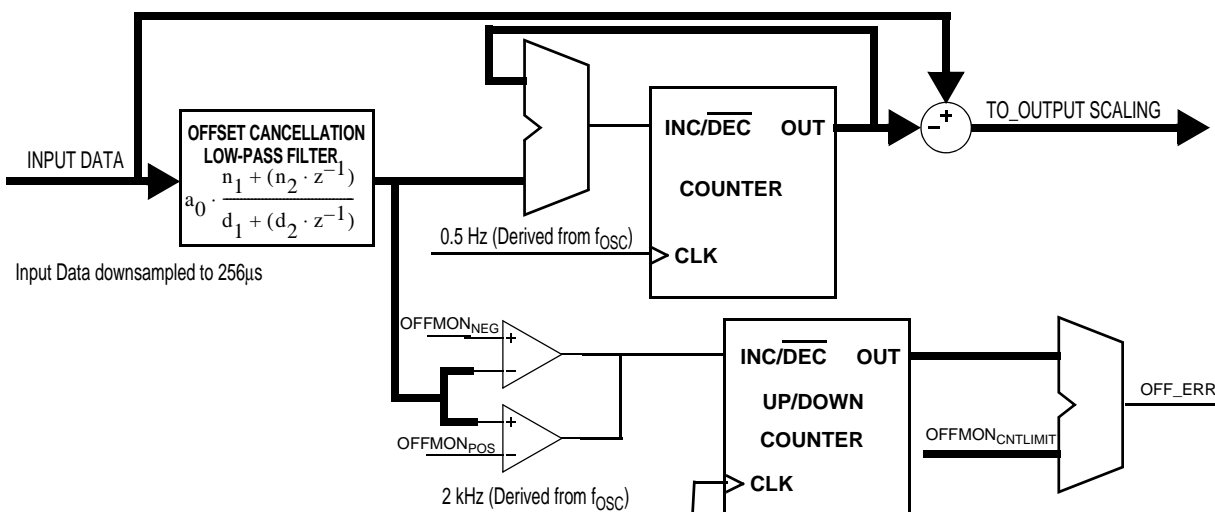 INPUT DATA
OFFSET CANCELLATION
LOW-PASS FILTER
a0 · n1 + (n2 · z−1)
d1 + (d2 · z−1)
Input Data downsampled to 256μs
INC/DEC OUT
COUNTER
0.5 Hz (Derived from fOSC)
CLK
− +
TO_OUTPUT SCALING
OFFMONNEG
+
−
+
−
OFFMONPOS
2 kHz (Derived from fOSC)
INC/DEC OUT
UP/DOWN
COUNTER
CLK
OFFMONCNTLIMIT
OFF_ERR